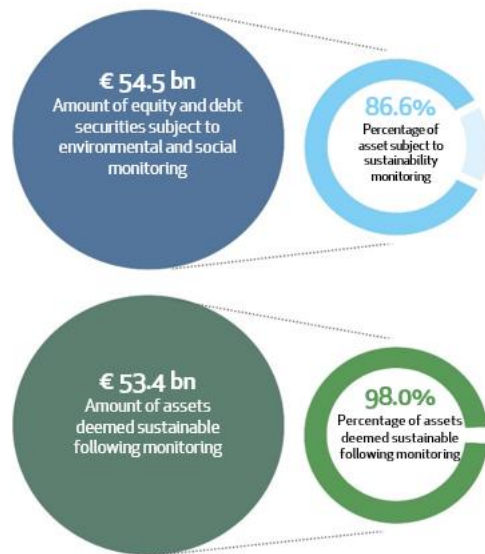 € 54.5 bn
Amount of equity and debt
securities subject to
environmental and social
monitoring
86.6%
Percentage of
asset subject to
sustainability
monitoring
€ 53.4 bn
Amount of assets
deemed sustainable
following monitoring
98.0%
Percentage of assets
deemed sustainable
following monitoring